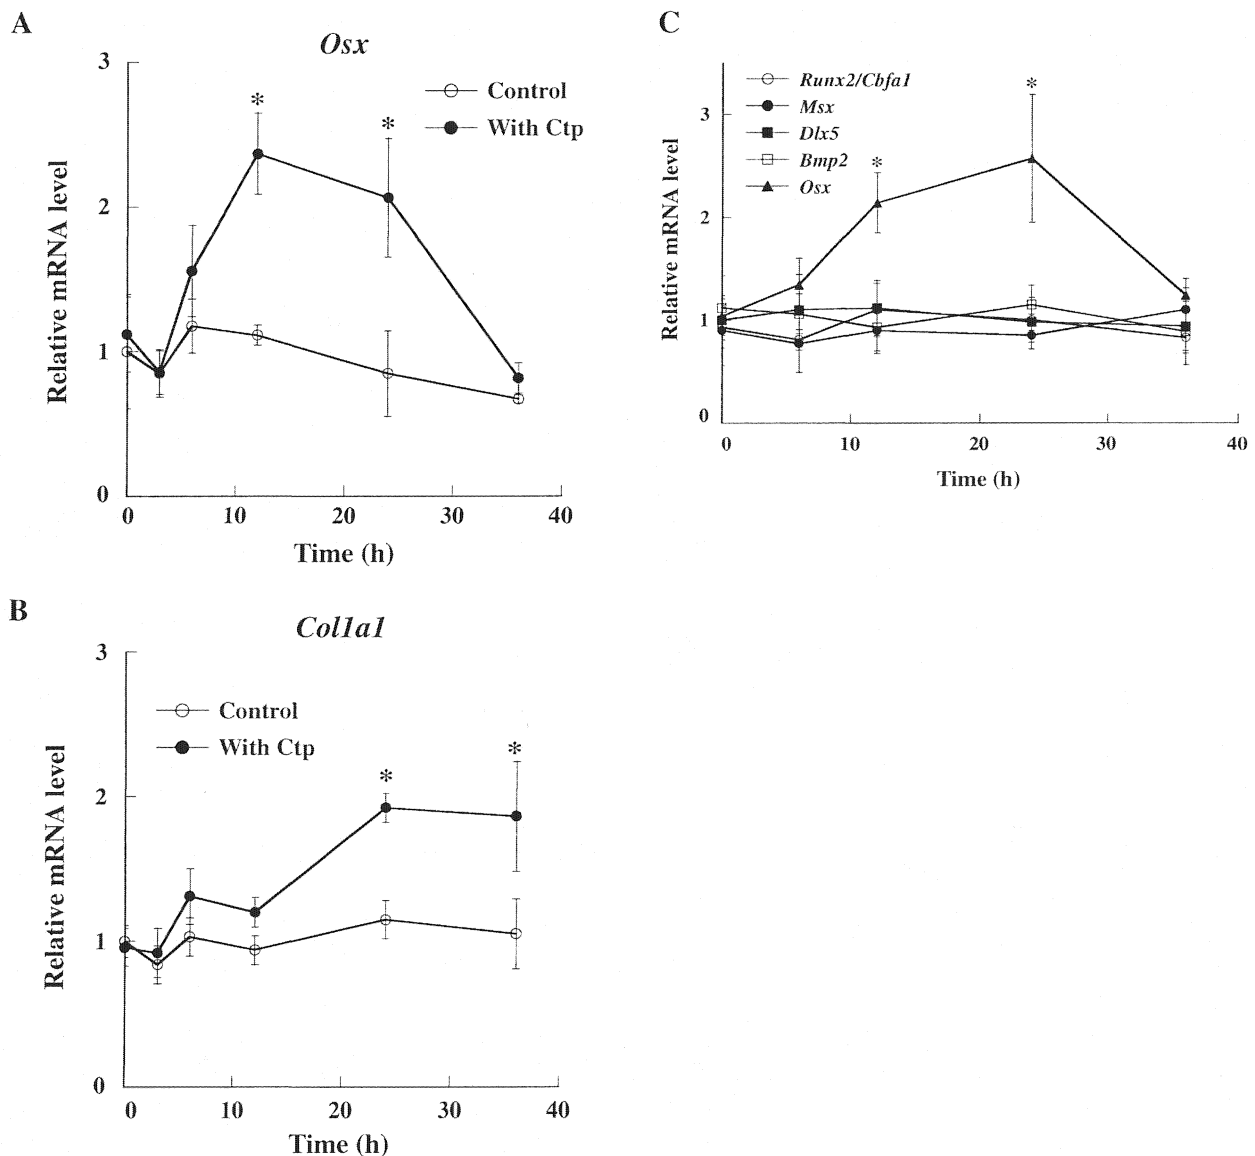 A
Osx
Relative mRNA level
3
2
1
0
* *
Control
With Ctp
0 10 20 30 40
Time (h)
B
Col1a1
Relative mRNA level
3
2
1
0
Control
With Ctp
* *
0 10 20 30 40
Time (h)
C
Relative mRNA level
3
2
1
0
Runx2/Cbfa1
Msx
Dlx5
Bmp2
Osx
* *
0 10 20 30 40
Time (h)